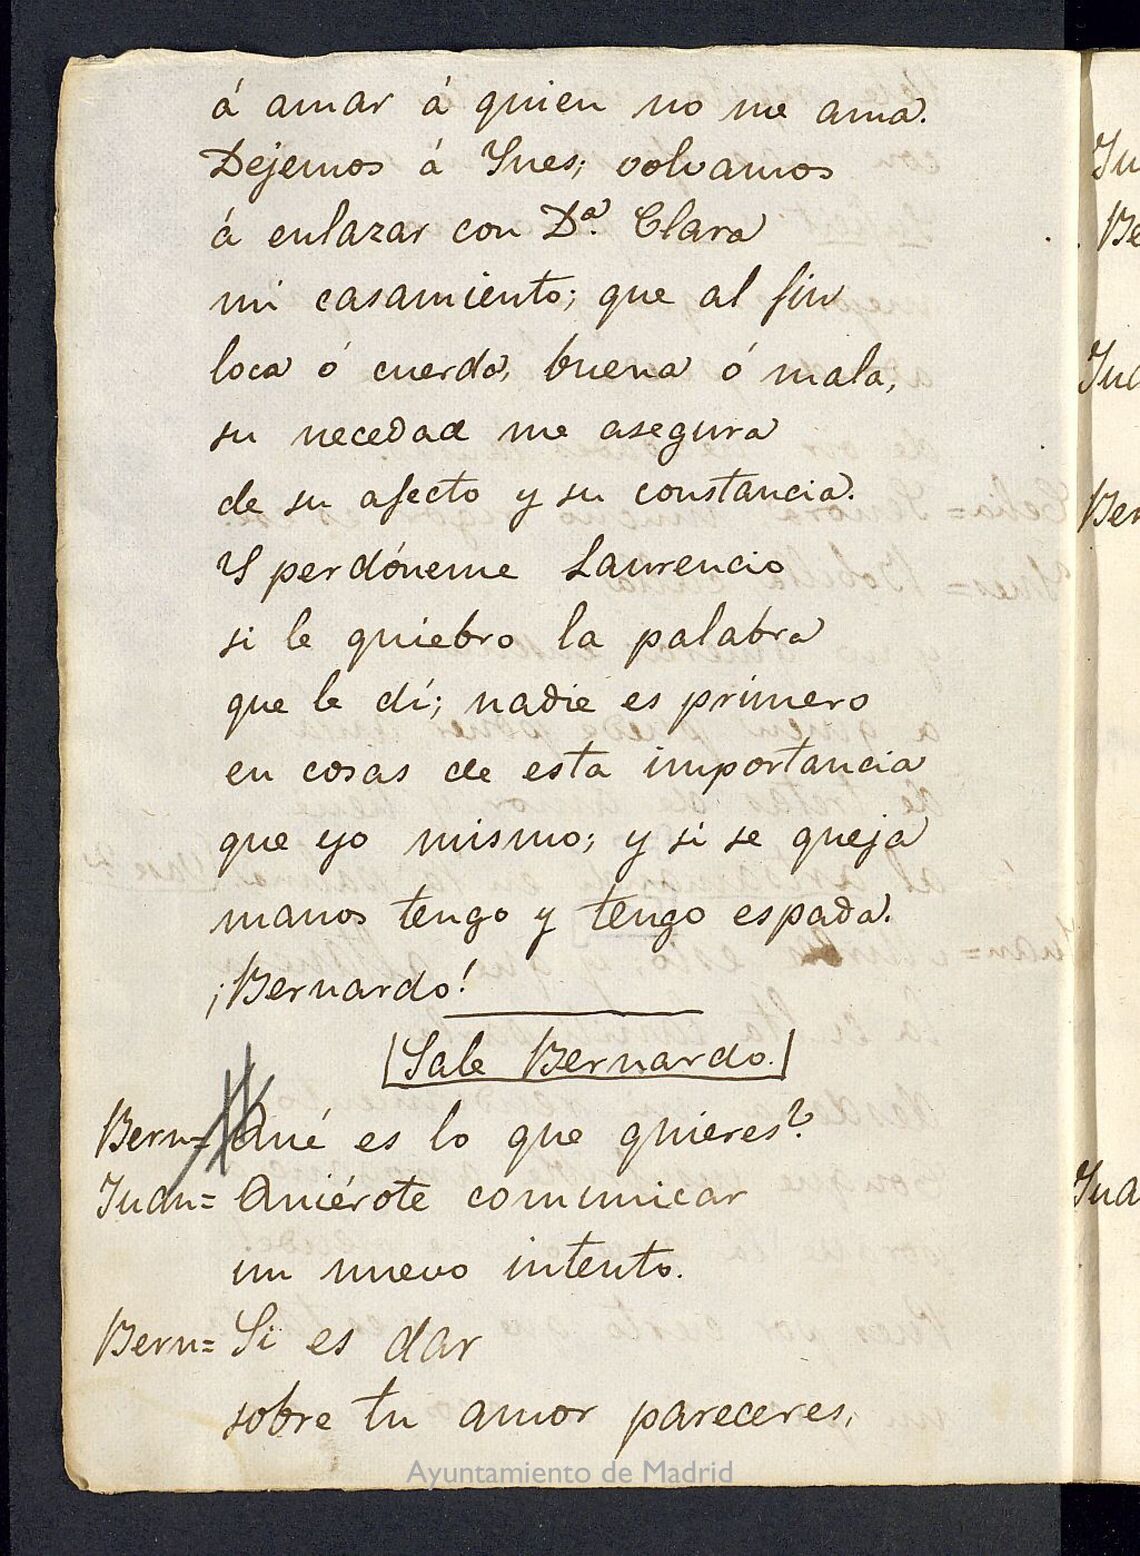 á amar á quien no me ama.
Dejemos á Ynes; volvamos
á enlazar con Dª. Clara
mi casamiento; que al fin
loca ó cuerda, buena ó mala,
su necedad me asegura
de su afecto y su constancia.
Y perdóneme Laurencio
si le quiebro la palabra
que le dí; nadie es primero
en cosas de esta importancia
que yo mismo; y si se queja
manos tengo y tengo espada.
¡Bernardo!
Sale Bernardo.
Bern= Qué es lo que quieres?
Juan= Quiérote comunicar
un nuevo intento.
Bern= Si es dar
sobre tu amor pareceres,
Ayuntamiento de Madrid